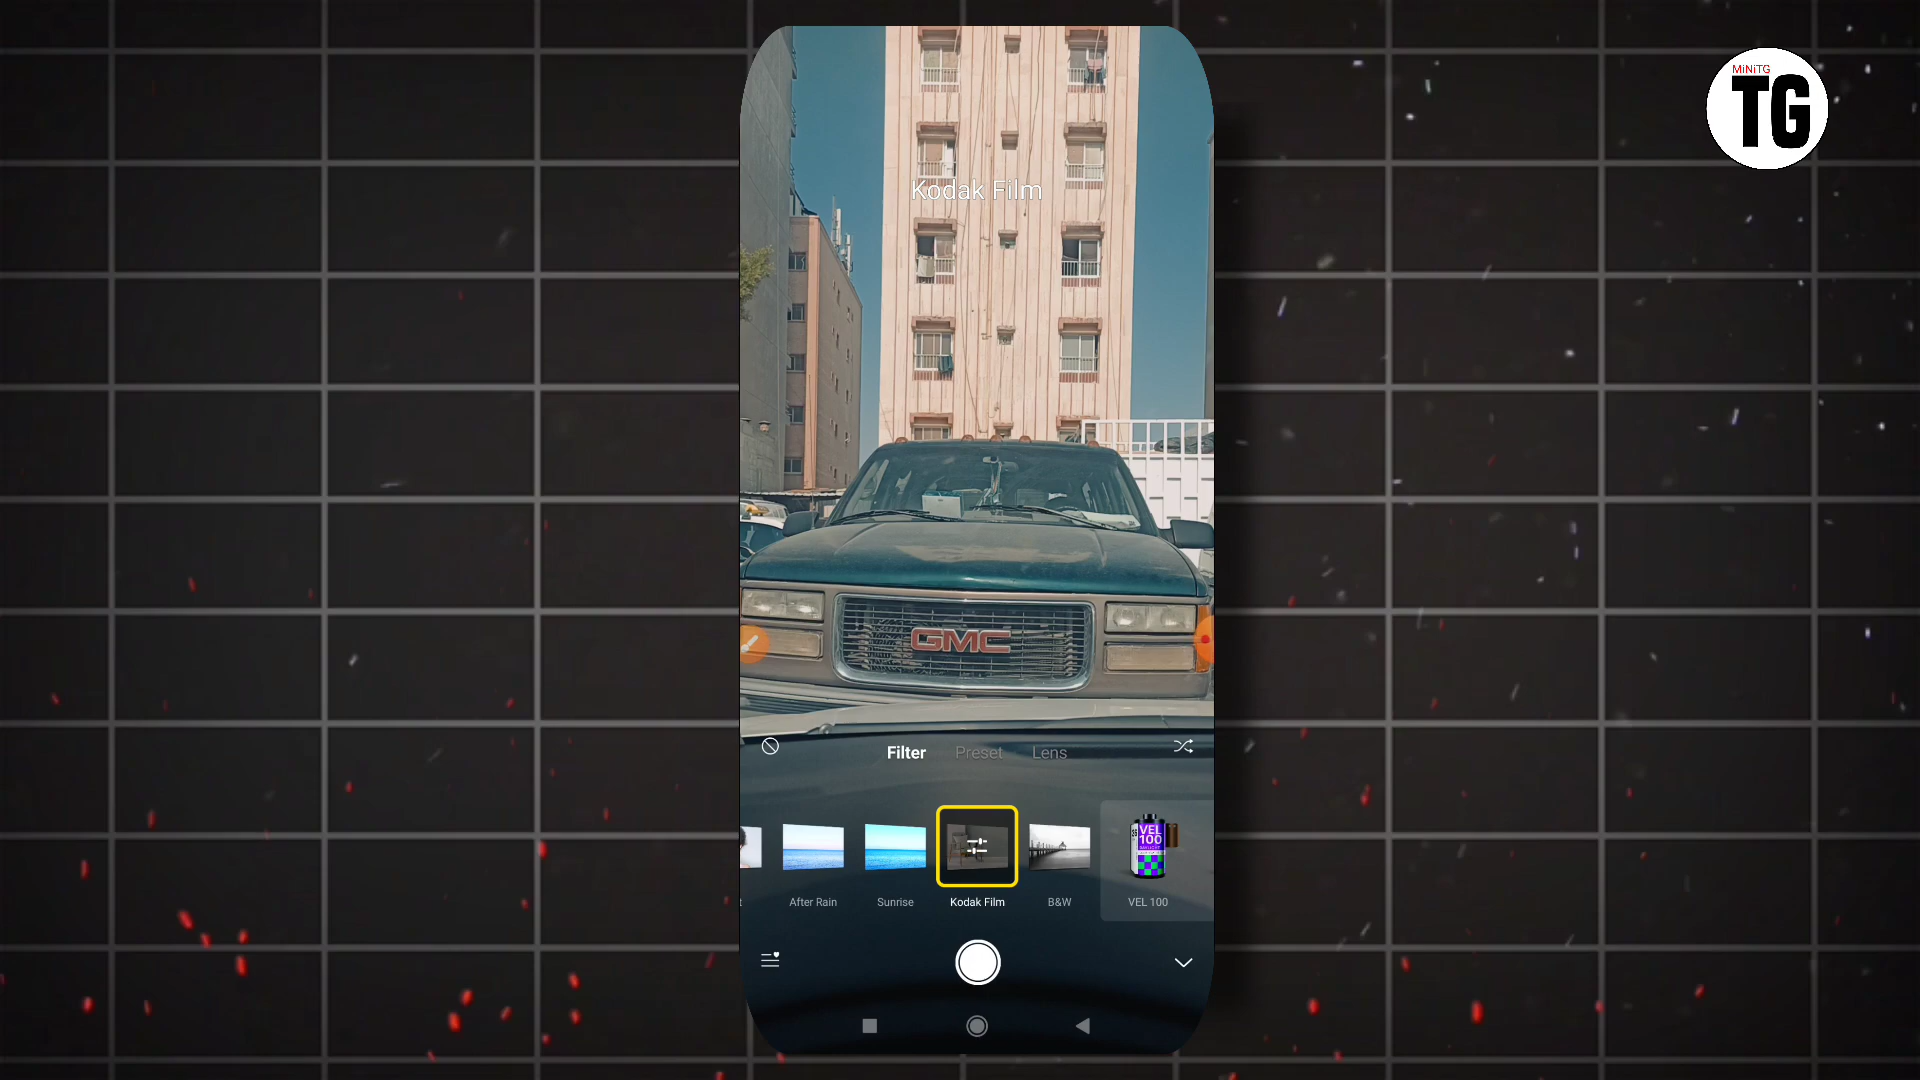 MiNiTG
TG
Kodak Film
GMC
Filter Preset Lens
VEL
100
After Rain Sunrise Kodak Film B&W VEL 100